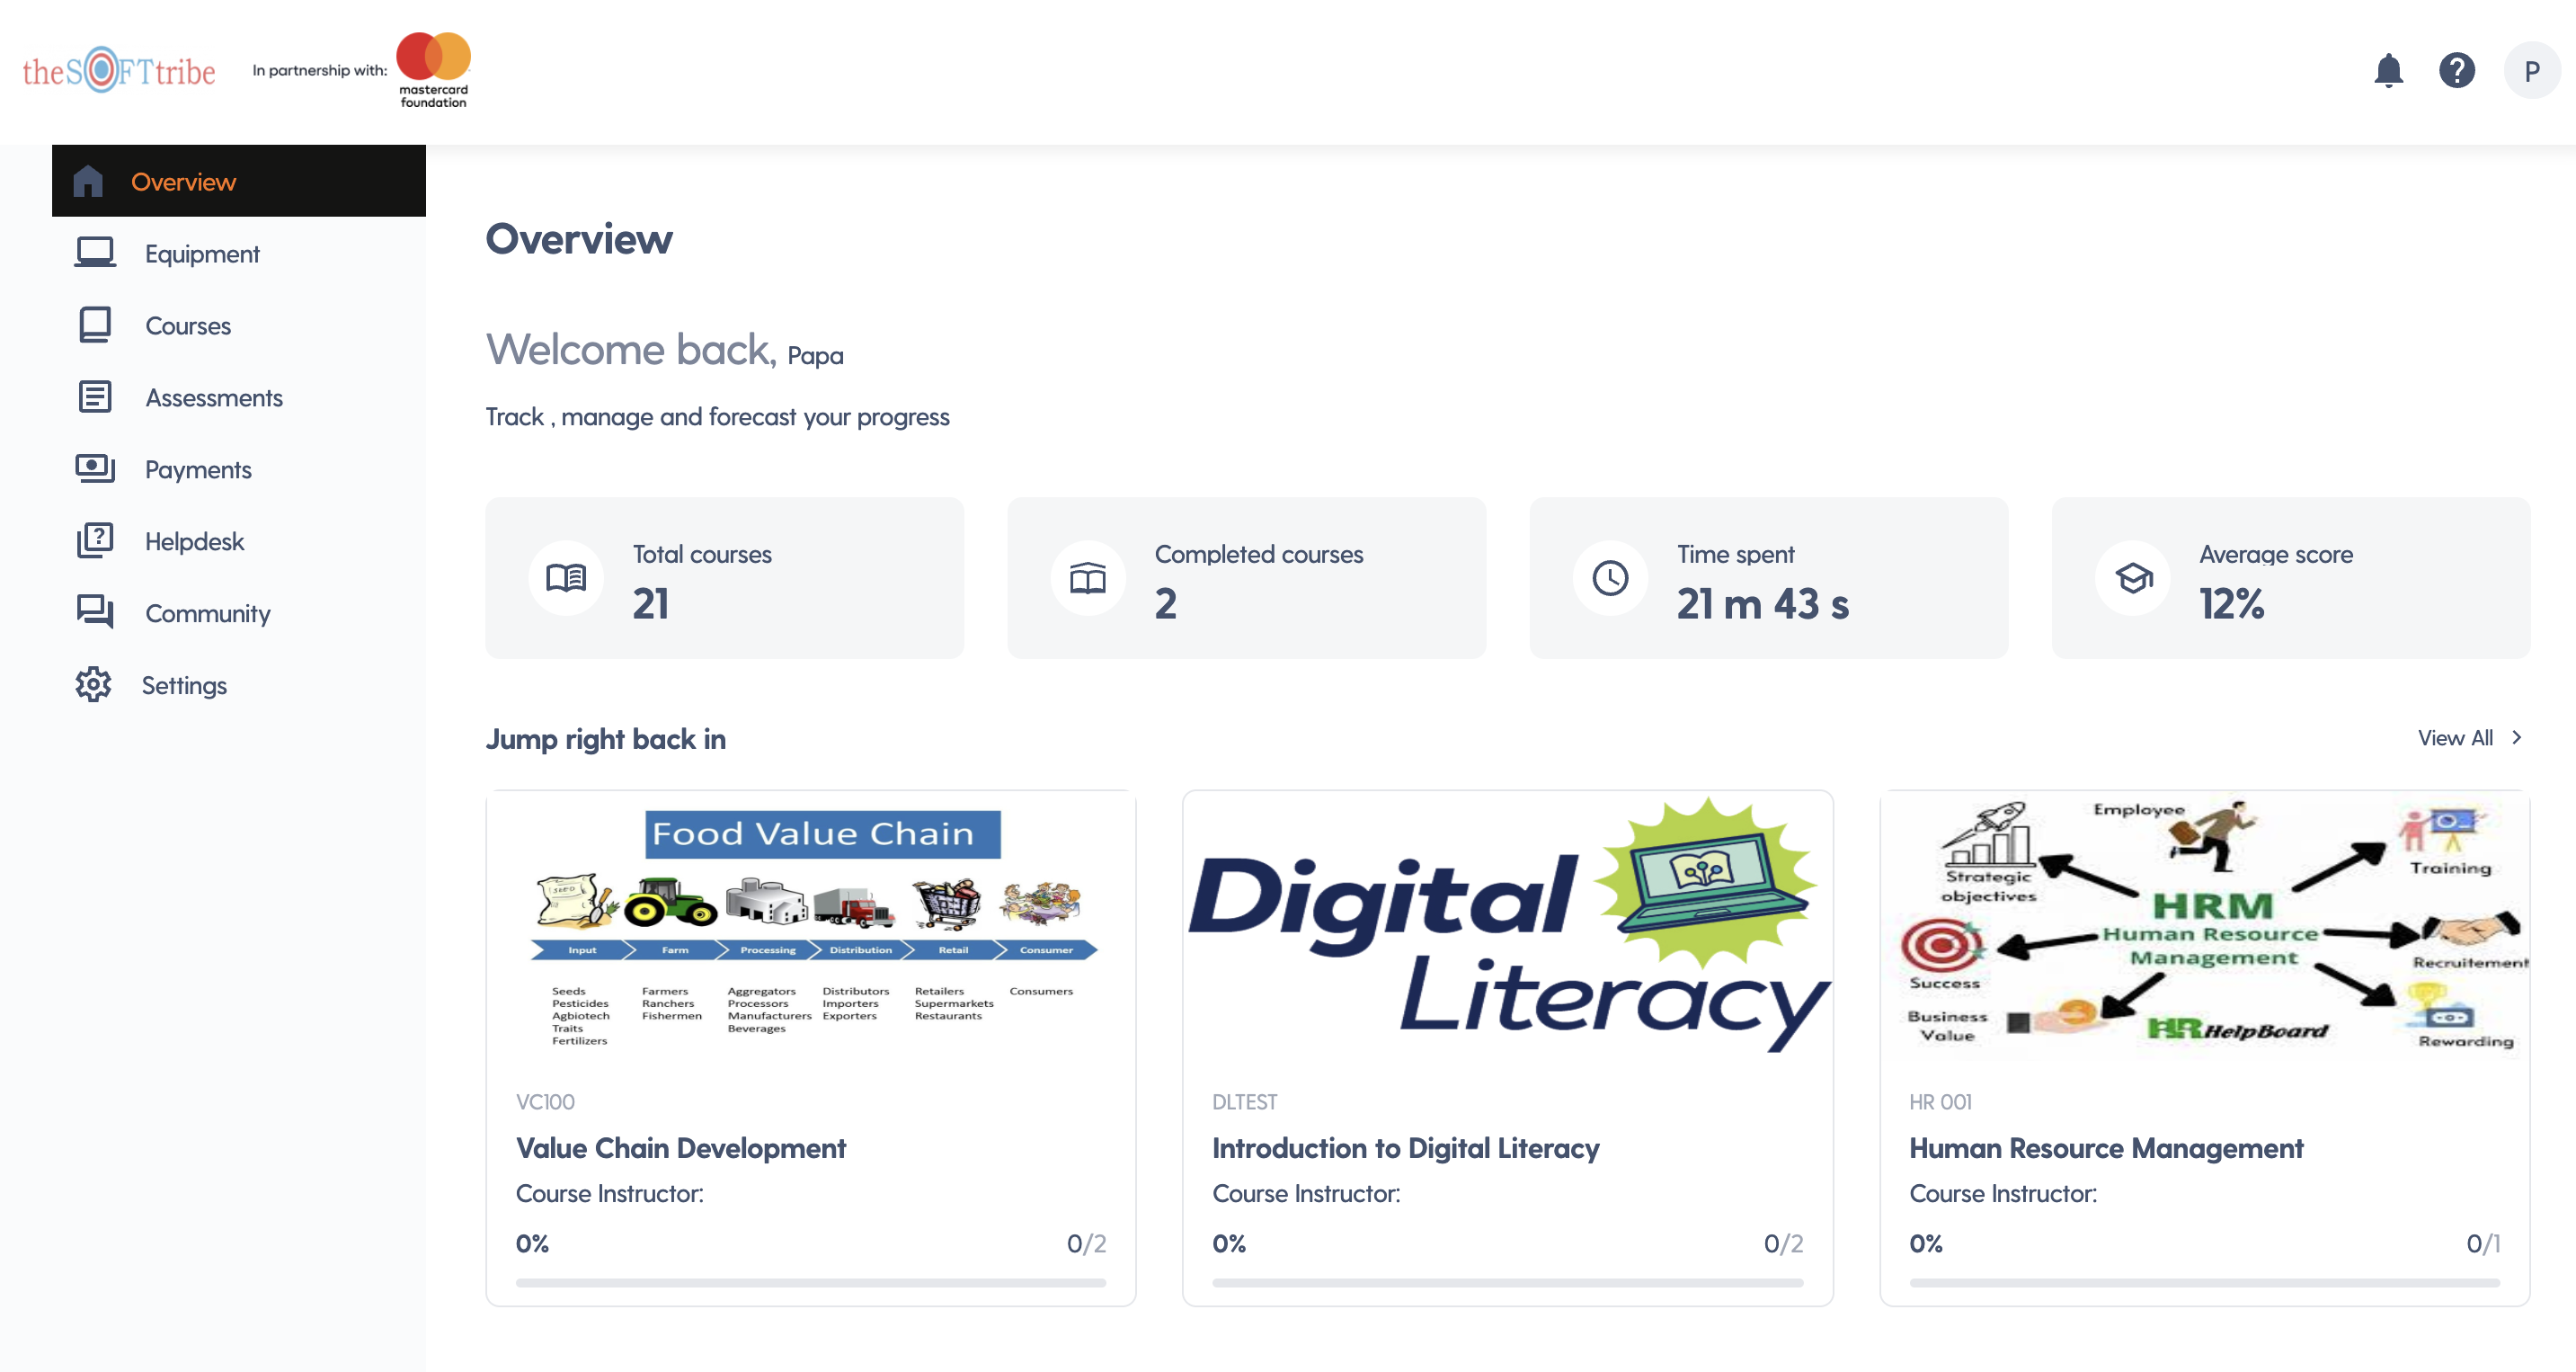 theSOFTtribe
In partnership with:
mastercard
foundation
?
P
Overview
Equipment
Courses
Assessments
Payments
Helpdesk
Community
Settings
Overview
Welcome back, Papa
Track , manage and forecast your progress
Total courses
21
Completed courses
2
Time spent
21 m 43 s
Average score
12%
Jump right back in
View All
Food Value Chain
SEED
Input Farm Processing Distribution Retail Consumer
Seeds
Pesticides
Agbiotech
Traits
Fertilizers
Farmers
Ranchers
Fishermen
Aggregators
Processors
Manufacturers
Beverages
Distributors
Importers
Exporters
Retailers
Supermarkets
Restaurants
Consumers
VC100
Value Chain Development
Course Instructor:
0% 0/2
Digital
Literacy
DLTEST
Introduction to Digital Literacy
Course Instructor:
0% 0/2
Employee
Strategic
objectives
Training
HRM
Human Resource
Management
Success
Recruitement
Business
Value
HR HelpBoard
Rewarding
HR 001
Human Resource Management
Course Instructor:
0% 0/1